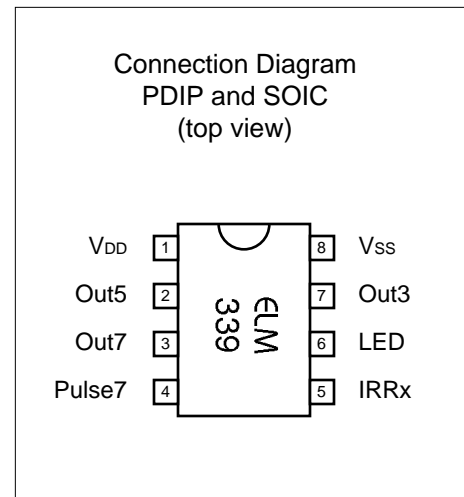 Connection Diagram
PDIP and SOIC
(top view)
VDD 1 8 VSS
Out5 2 7 Out3
Out7 3 6 LED
Pulse7 4 5 IRRx
ELM
339